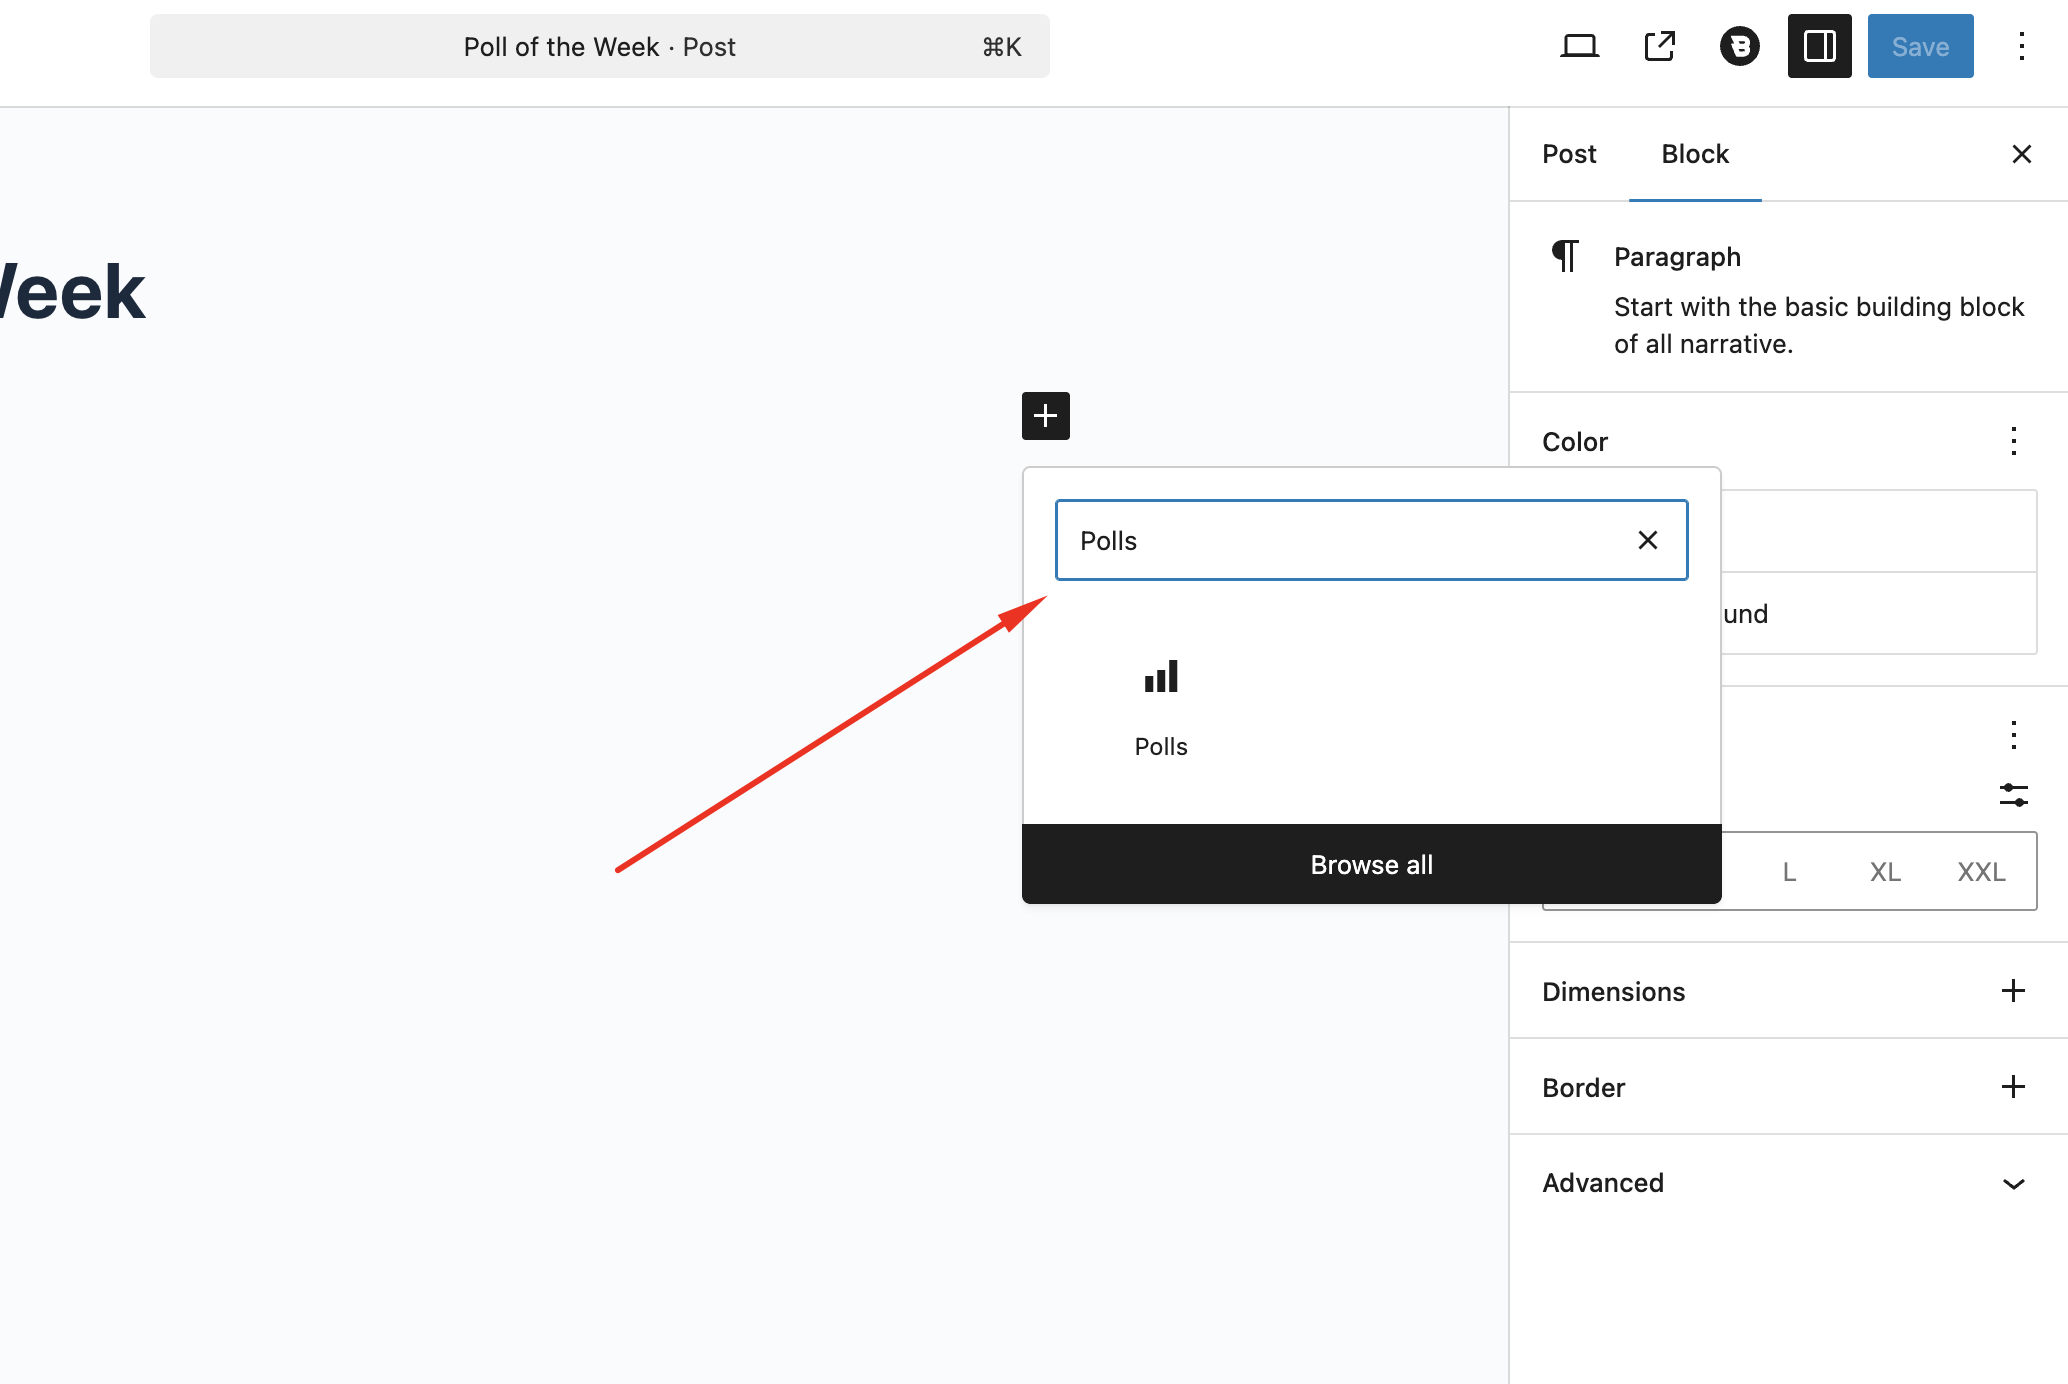 Poll of the Week · Post ⌘K
Save
Post Block
Week
Paragraph
Start with the basic building block
of all narrative.
Color
Polls
und
Polls
Browse all
L XL XXL
Dimensions
Border
Advanced